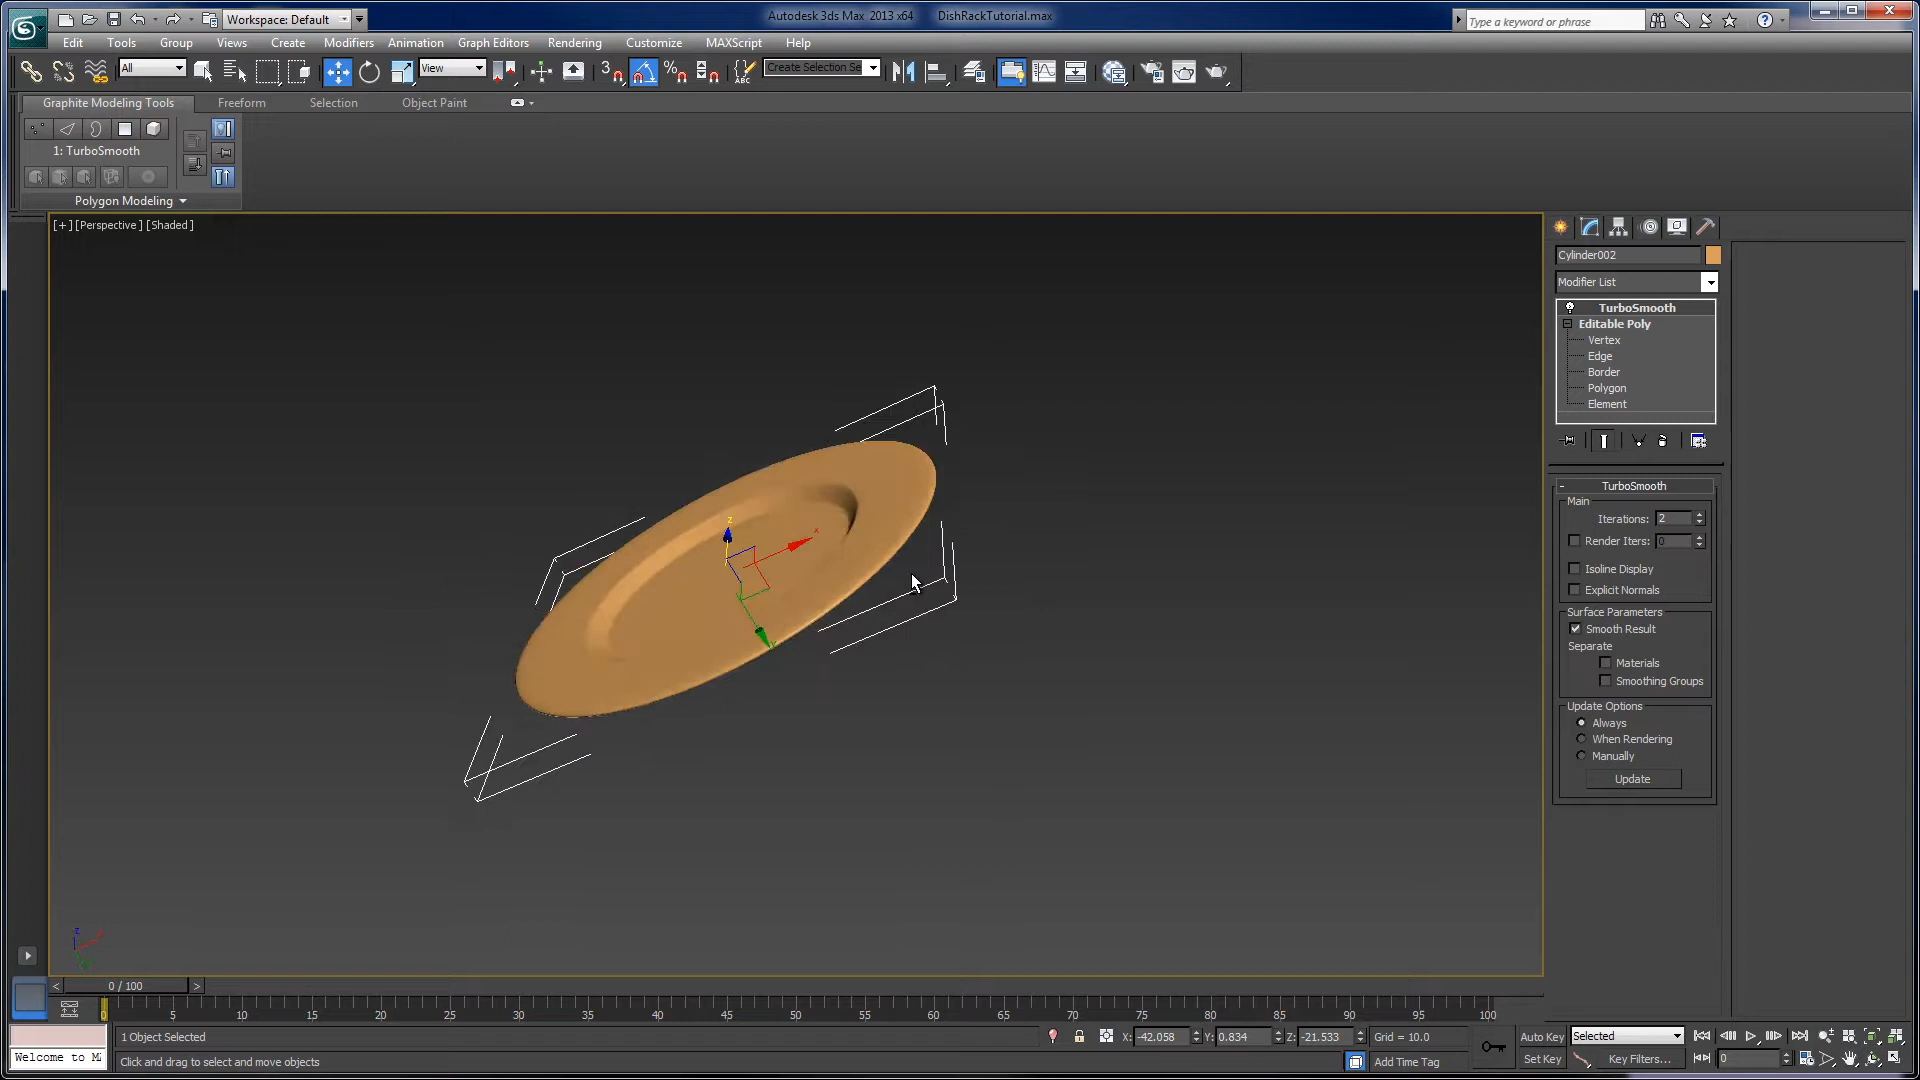 Workspace: Default
Autodesk 3ds Max 2013 x64 DishRackTutorial.max
Type a keyword or phrase
Edit Tools Group Views Create Modifiers Animation Graph Editors Rendering Customize MAXScript Help
All
View
3
ABC
Create Selection Se
Graphite Modeling Tools Freeform Selection Object Paint
1: TurboSmooth
Polygon Modeling
[+] [Perspective] [Shaded]
Cylinder002
Modifier List
TurboSmooth
Editable Poly
Vertex
Edge
Border
Polygon
Element
TurboSmooth
Main
Iterations: 2
Render Iters: 0
Isoline Display
Explicit Normals
Surface Parameters
Smooth Result
Separate
Materials
Smoothing Groups
Update Options
Always
When Rendering
Manually
Update
z
x
z
< 0 / 100 >
0 5 10 15 20 25 30 35 40 45 50 55 60 65 70 75 80 85 90 95 100
1 Object Selected
X: -42.058 Y: 0.834 Z: -21.533 Grid = 10.0
Auto Key Selected
Welcome to M
Click and drag to select and move objects
Add Time Tag
Set Key Key Filters... 0